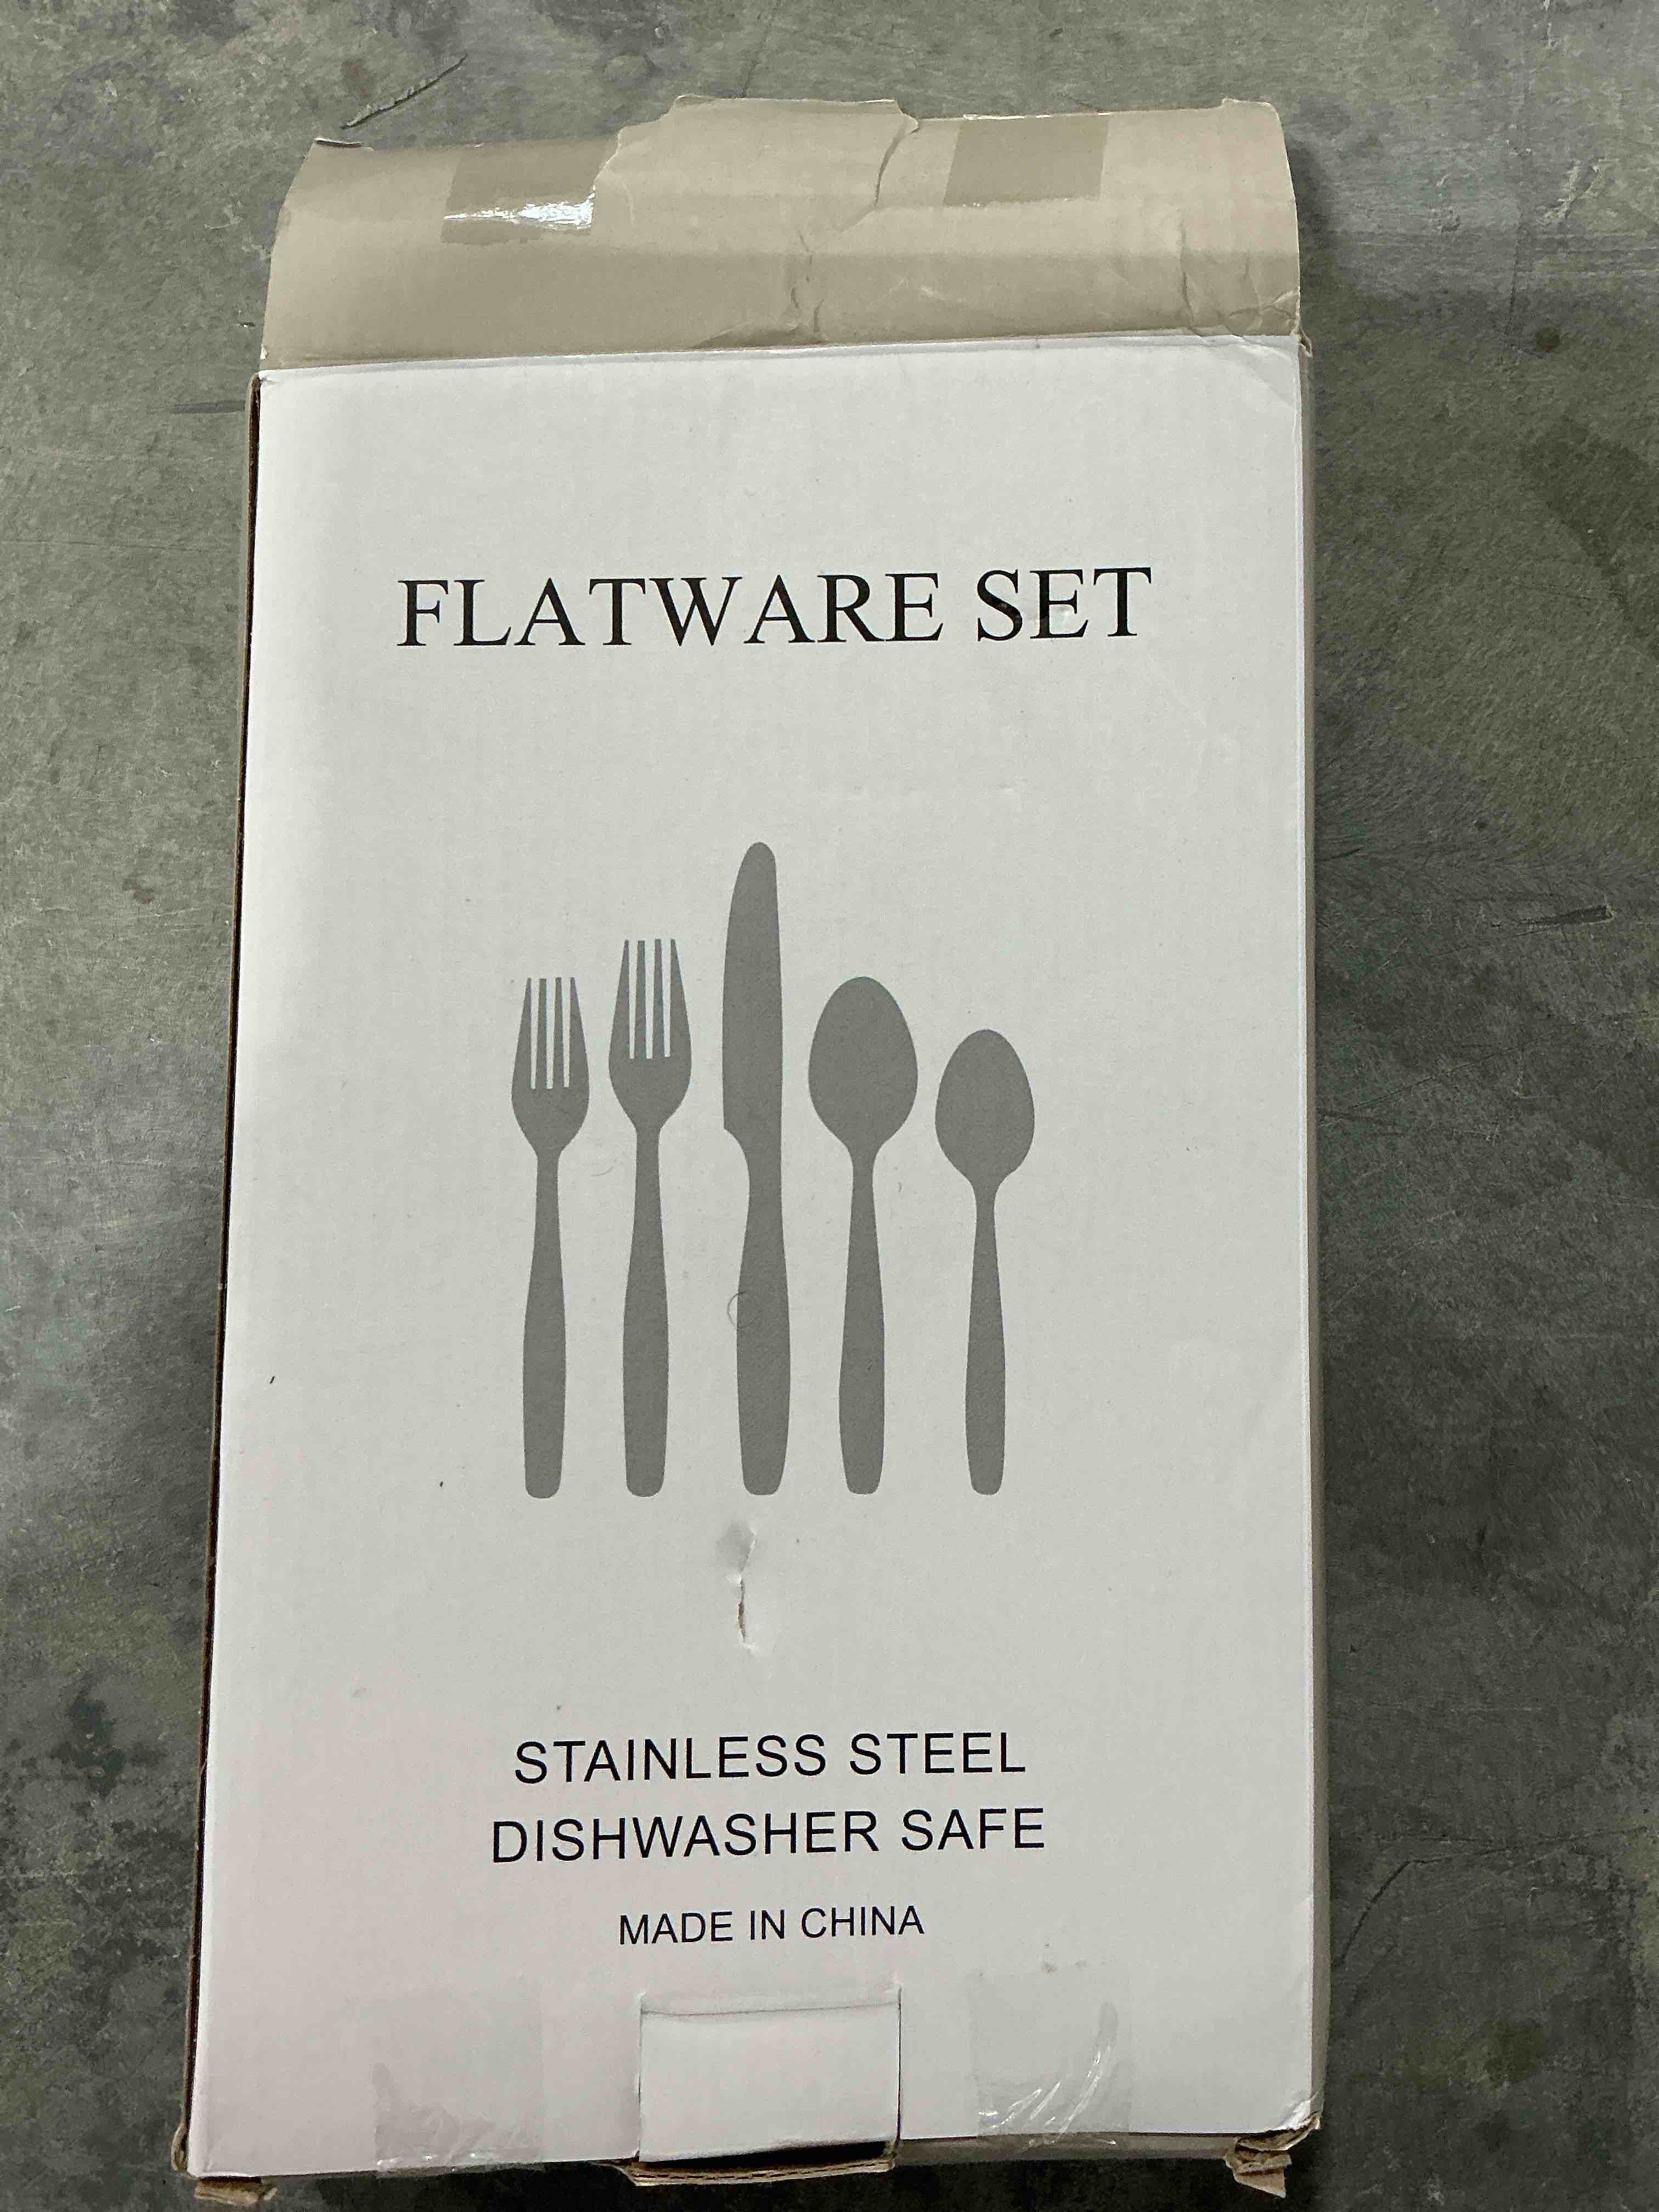 FLATWARE SET
STAINLESS STEEL
DISHWASHER SAFE
MADE IN CHINA